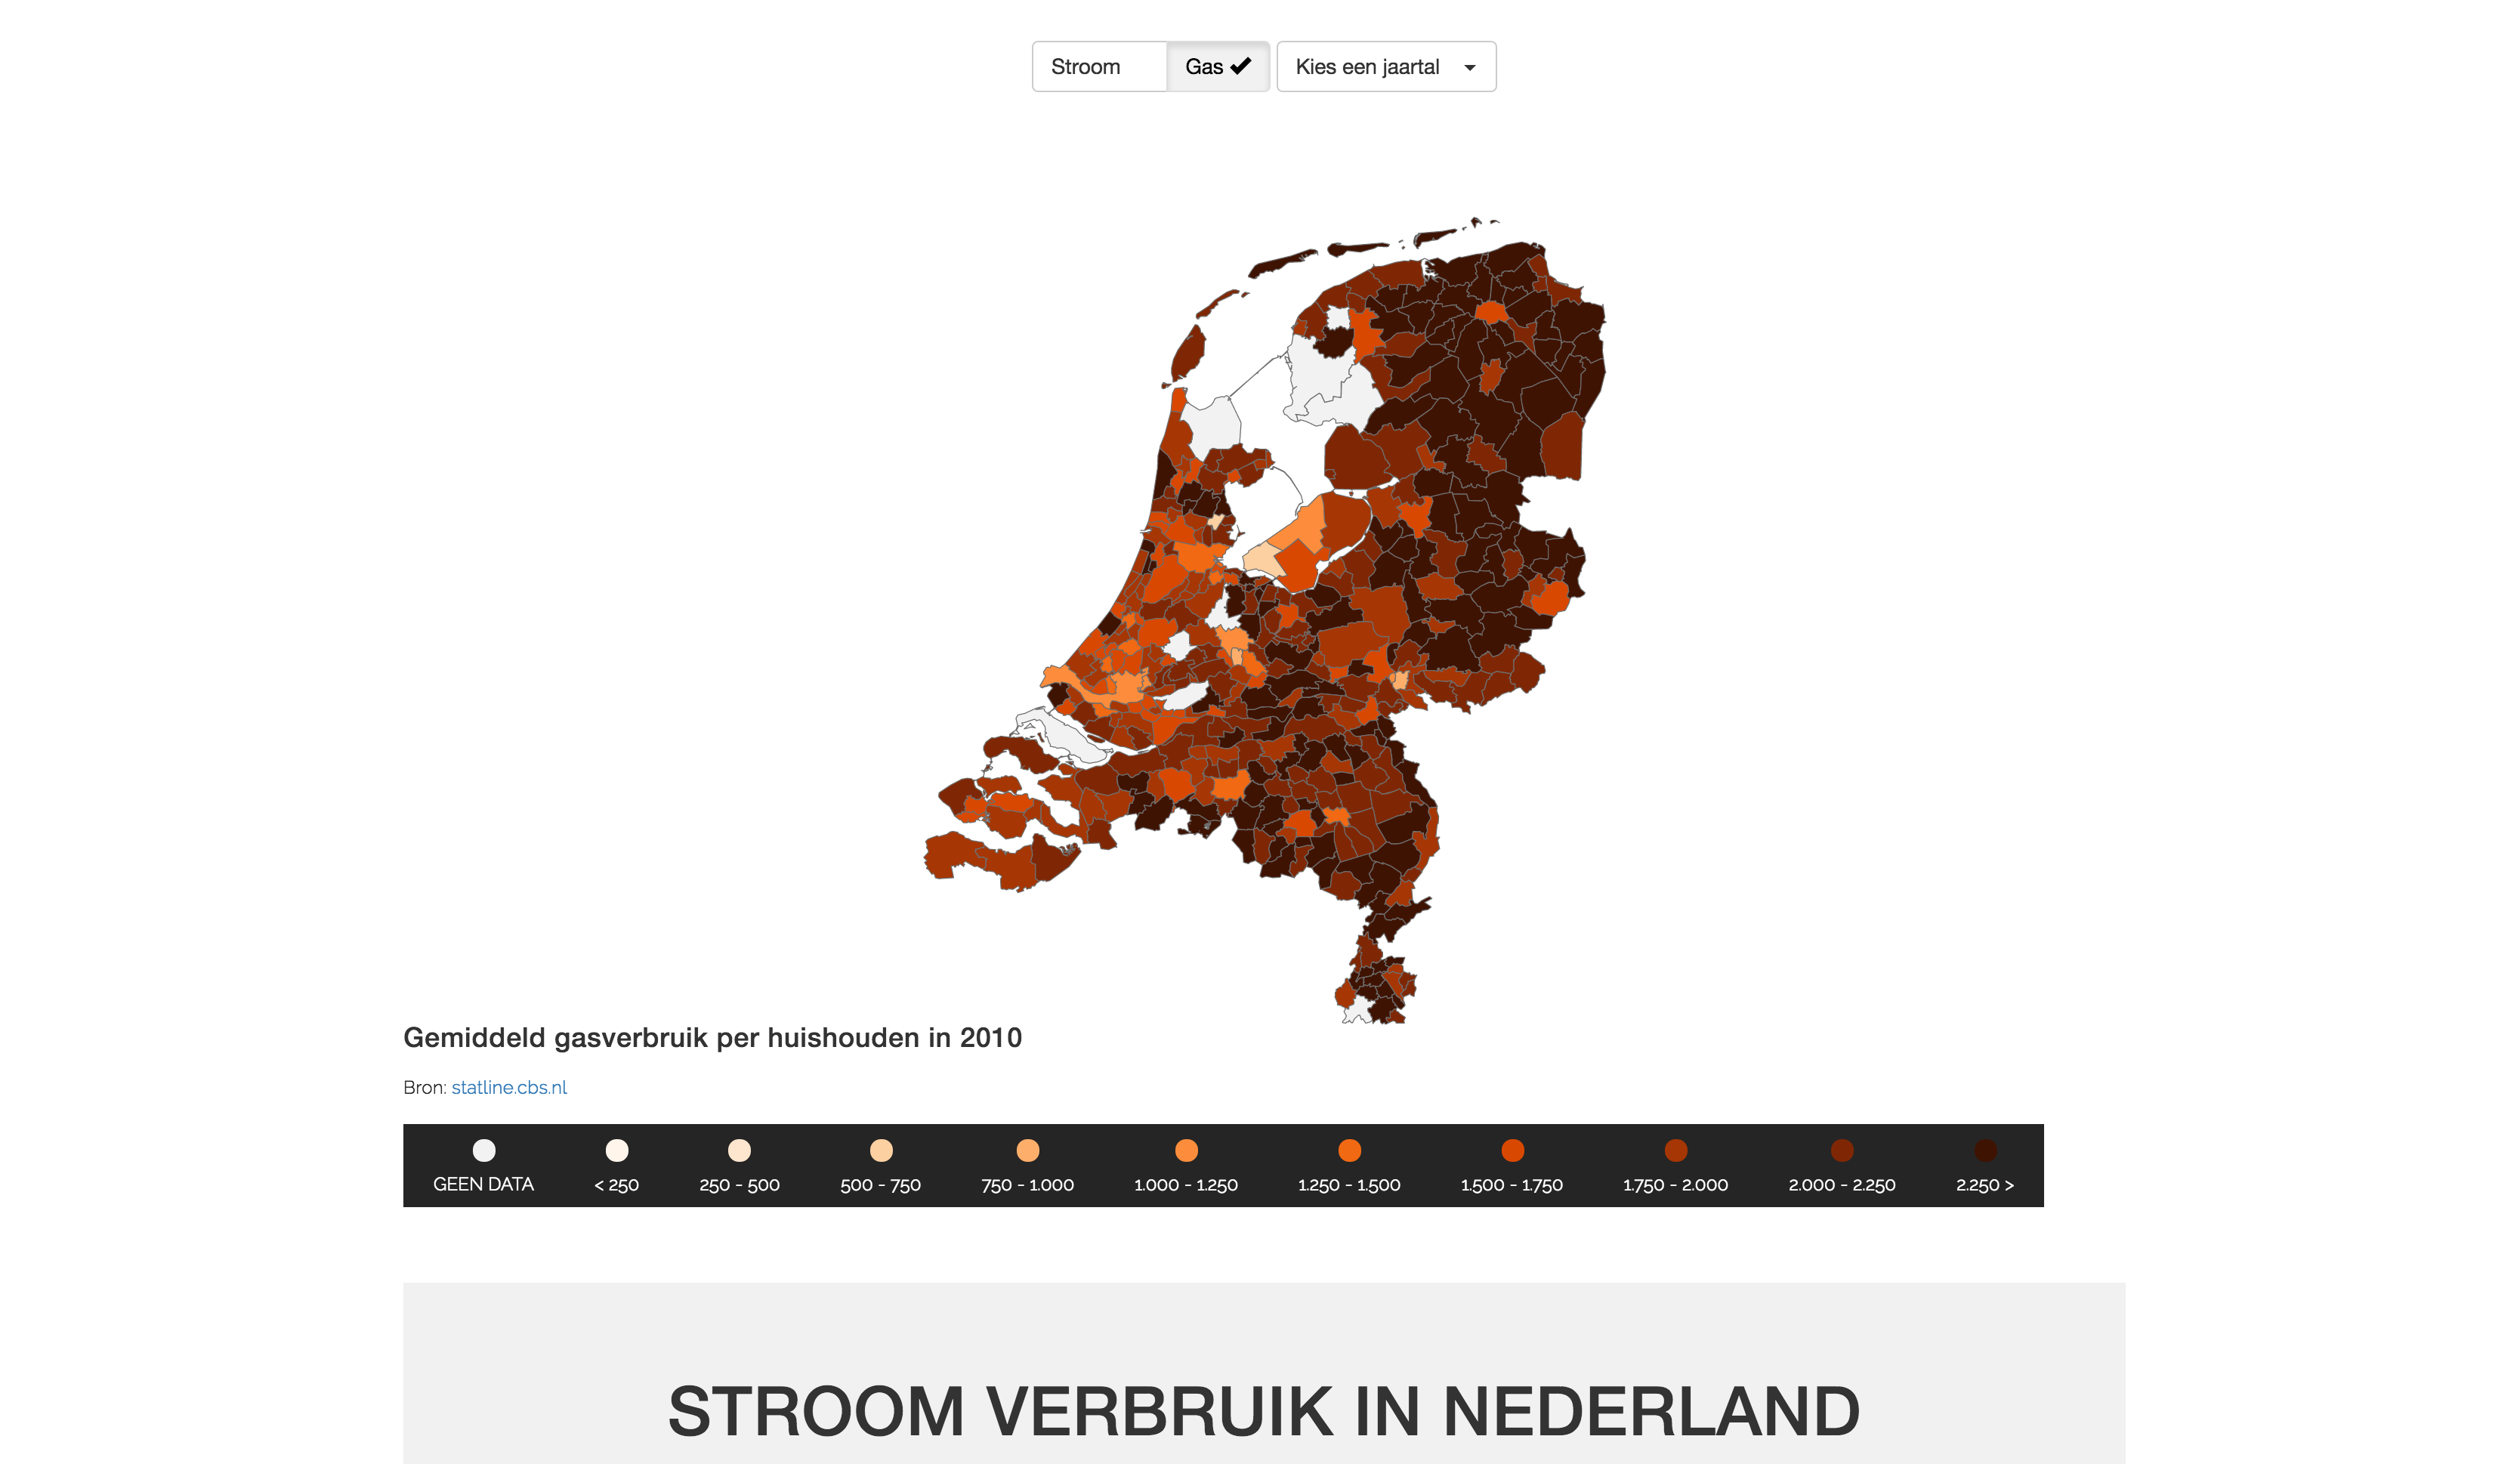 Stroom Gas Kies een jaartal
Gemiddeld gasverbruik per huishouden in 2010
Bron: statline.cbs.nl
GEEN DATA < 250 250 - 500 500 - 750 750 - 1.000 1.000 - 1.250 1.250 - 1.500 1.500 - 1.750 1.750 - 2.000 2.000 - 2.250 2.250 >
STROOM VERBRUIK IN NEDERLAND